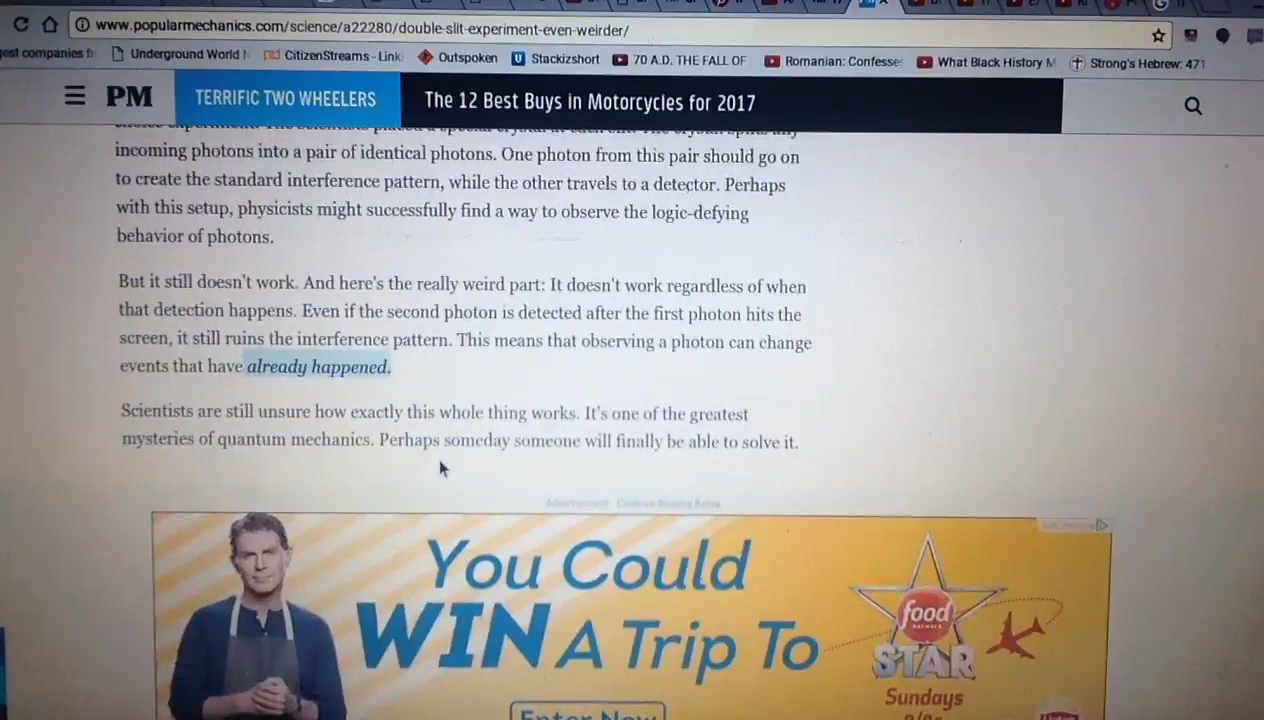 www.popularmechanics.com/science/a22280/double-slit-experiment-even-weirder/
gest companies f Underground World N CitizenStreams - Link Outspoken Stackizshort 70 A.D. THE FALL OF Romanian: Confesse What Black History M Strong's Hebrew: 471
PM TERRIFIC TWO WHEELERS The 12 Best Buys in Motorcycles for 2017
incoming photons into a pair of identical photons. One photon from this pair should go on
to create the standard interference pattern, while the other travels to a detector. Perhaps
with this setup, physicists might successfully find a way to observe the logic-defying
behavior of photons.
But it still doesn't work. And here's the really weird part: It doesn't work regardless of when
that detection happens. Even if the second photon is detected after the first photon hits the
screen, it still ruins the interference pattern. This means that observing a photon can change
events that have already happened.
Scientists are still unsure how exactly this whole thing works. It's one of the greatest
mysteries of quantum mechanics. Perhaps someday someone will finally be able to solve it.
Advertisement - Continue Reading Below
You Could
WIN A Trip To
food
NETWORK
STAR
Sundays
Enter Now